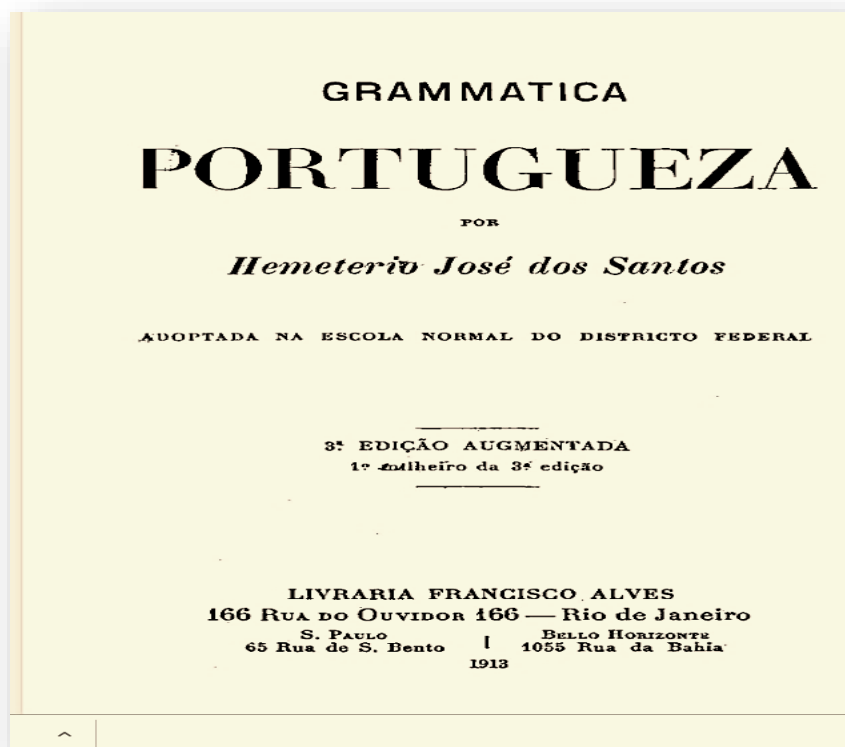 GRAMMATICA
PORTUGUEZA
POR
Hemeterio José dos Santos
ADOPTADA NA ESCOLA NORMAL DO DISTRICTO FEDERAL
3ª EDIÇÃO AUGMENTADA
1º milheiro da 3ª edição
LIVRARIA FRANCISCO ALVES
166 RUA DO OUVIDOR 166 — Rio de Janeiro
S. PAULO BELLO HORIZONTE
65 Rua de S. Bento | 1055 Rua da Bahia
1913